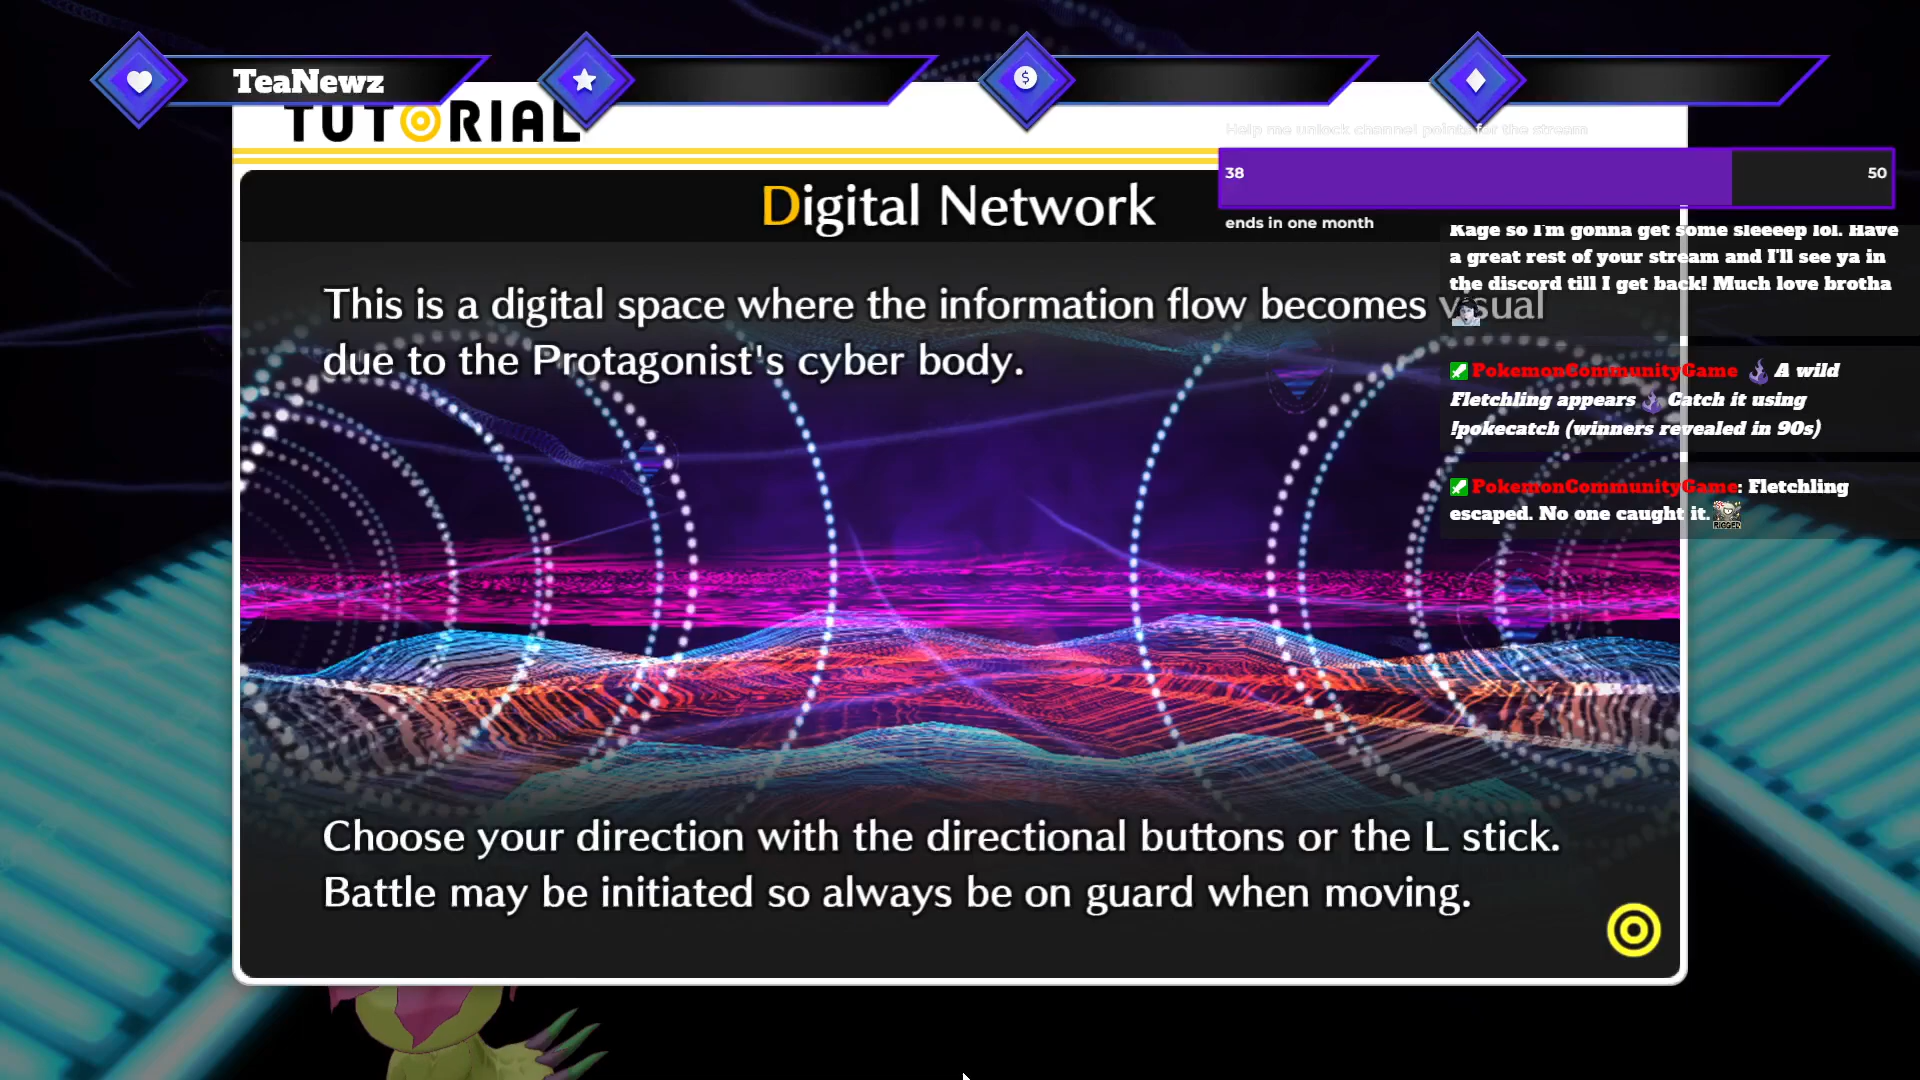 TeaNewz
TUTORIAL
Help me unlock channel points for the stream
38
50
ends in one month
Digital Network
This is a digital space where the information flow becomes visual
due to the Protagonist's cyber body.
Kage so I'm gonna get some sleeeep lol. Have
a great rest of your stream and I'll see ya in
the discord till I get back! Much love brotha
PokemonCommunityGame A wild
Fletchling appears Catch it using
!pokecatch (winners revealed in 90s)
PokemonCommunityGame: Fletchling
escaped. No one caught it.
RIGGED
Choose your direction with the directional buttons or the L stick.
Battle may be initiated so always be on guard when moving.